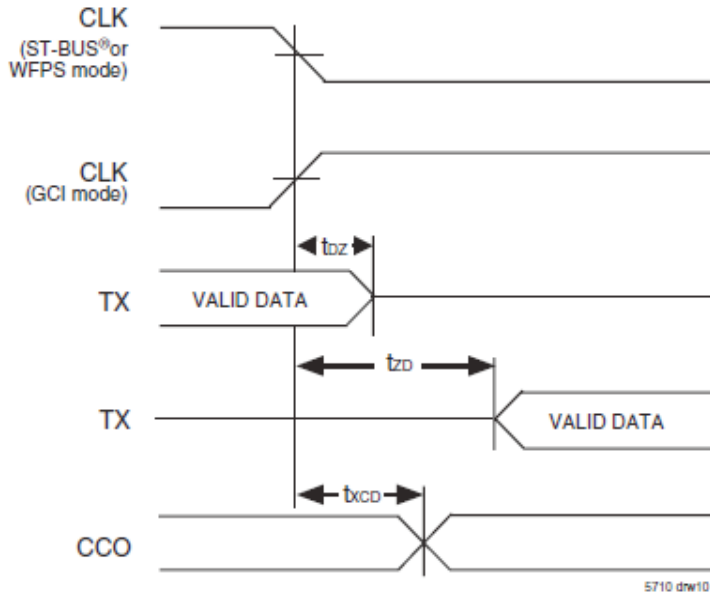 CLK
(ST-BUS®or
WFPS mode)
CLK
(GCI mode)
tDZ
TX
VALID DATA
tZD
TX
VALID DATA
tXCD
CCO
5710 drw10